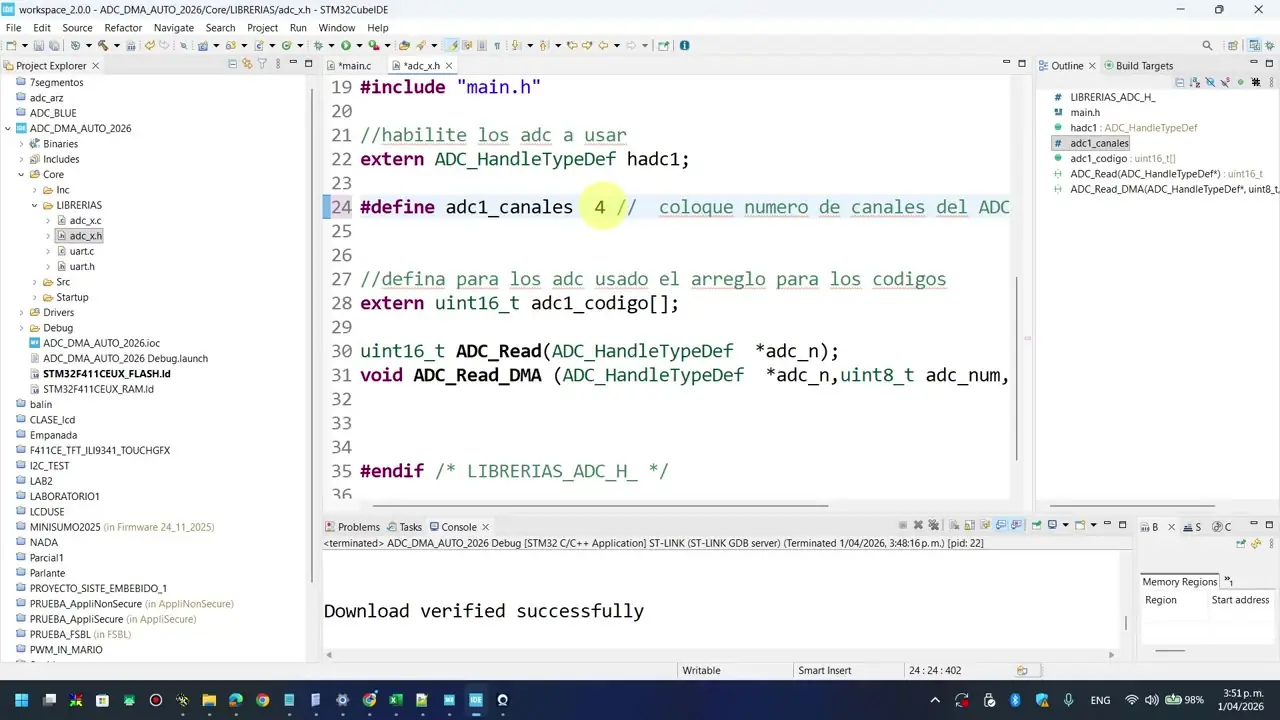 workspace_2.0.0 - ADC_DMA_AUTO_2026/Core/LIBRERIAS/adc_x.h - STM32CubeIDE
File Edit Source Refactor Navigate Search Project Run Window Help
Project Explorer
7segmentos
adc_arz
ADC_BLUE
ADC_DMA_AUTO_2026
Binaries
Includes
Core
Inc
LIBRERIAS
adc_x.c
adc_x.h
uart.c
uart.h
Src
Startup
Drivers
Debug
ADC_DMA_AUTO_2026.ioc
ADC_DMA_AUTO_2026 Debug.launch
STM32F411CEUX_FLASH.ld
STM32F411CEUX_RAM.ld
balin
CLASE_lcd
Empanada
F411CE_TFT_ILI9341_TOUCHGFX
I2C_TEST
LAB2
LABORATORIO1
LCDUSE
MINISUMO2025 (in Firmware 24_11_2025)
NADA
Parcial1
Parlante
PROYECTO_SISTE_EMBEBIDO_1
PRUEBA_AppliNonSecure (in AppliNonSecure)
PRUEBA_AppliSecure (in AppliSecure)
PRUEBA_FSBL (in FSBL)
PWM_IN_MARIO
*main.c *adc_x.h
19 #include "main.h"
20
21 //habilite los adc a usar
22 extern ADC_HandleTypeDef hadc1;
23
24 #define adc1_canales 4 // coloque numero de canales del ADC
25
26
27 //defina para los adc usado el arreglo para los codigos
28 extern uint16_t adc1_codigo[];
29
30 uint16_t ADC_Read(ADC_HandleTypeDef *adc_n);
31 void ADC_Read_DMA (ADC_HandleTypeDef *adc_n,uint8_t adc_num,
32
33
34
35 #endif /* LIBRERIAS_ADC_H_ */
36
Outline Build Targets
LIBRERIAS_ADC_H_
main.h
hadc1 : ADC_HandleTypeDef
adc1_canales
adc1_codigo : uint16_t[]
ADC_Read(ADC_HandleTypeDef*) : uint16_t
ADC_Read_DMA(ADC_HandleTypeDef*, uint8_t,
Problems Tasks Console
<terminated> ADC_DMA_AUTO_2026 Debug [STM32 C/C++ Application] ST-LINK (ST-LINK GDB server) (Terminated 1/04/2026, 3:48:16 p. m.) [pid: 22]
Download verified successfully
B S C
Memory Regions
Region Start address
Writable Smart Insert 24 : 24 : 402
ENG 98% 3:51 p. m.
1/04/2026